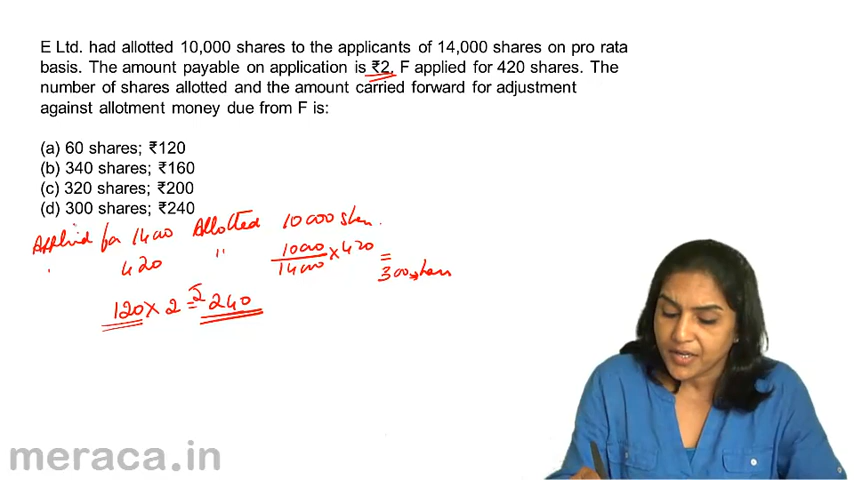 E Ltd. had allotted 10,000 shares to the applicants of 14,000 shares on pro rata
basis. The amount payable on application is ₹2. F applied for 420 shares. The
number of shares allotted and the amount carried forward for adjustment
against allotment money due from F is:
(a) 60 shares; ₹120
(b) 340 shares; ₹160
(c) 320 shares; ₹200
(d) 300 shares; ₹240
Applied for 14000 Allotted 10000 shares.
" 420 " 10000/14000 × 420 = 300 shares
120 × 2 = ₹ 240
meraca.in